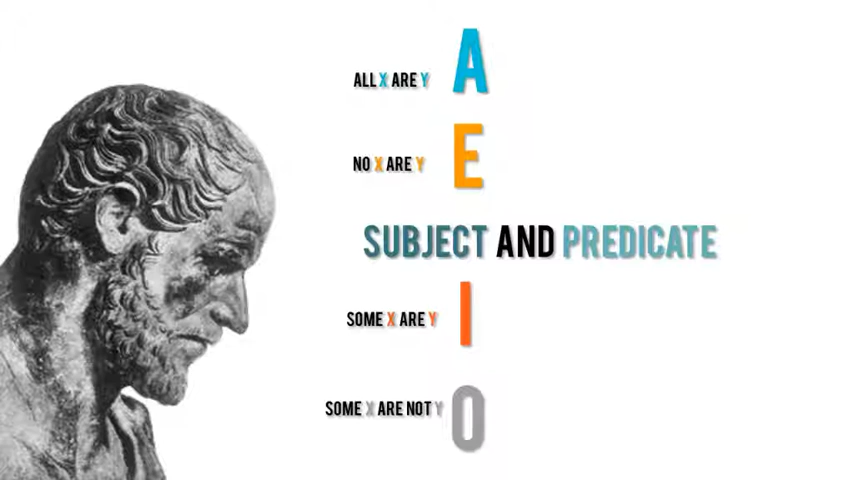 ALL X ARE Y A
NO X ARE Y E
SUBJECT AND PREDICATE
SOME X ARE Y I
SOME X ARE NOT Y O